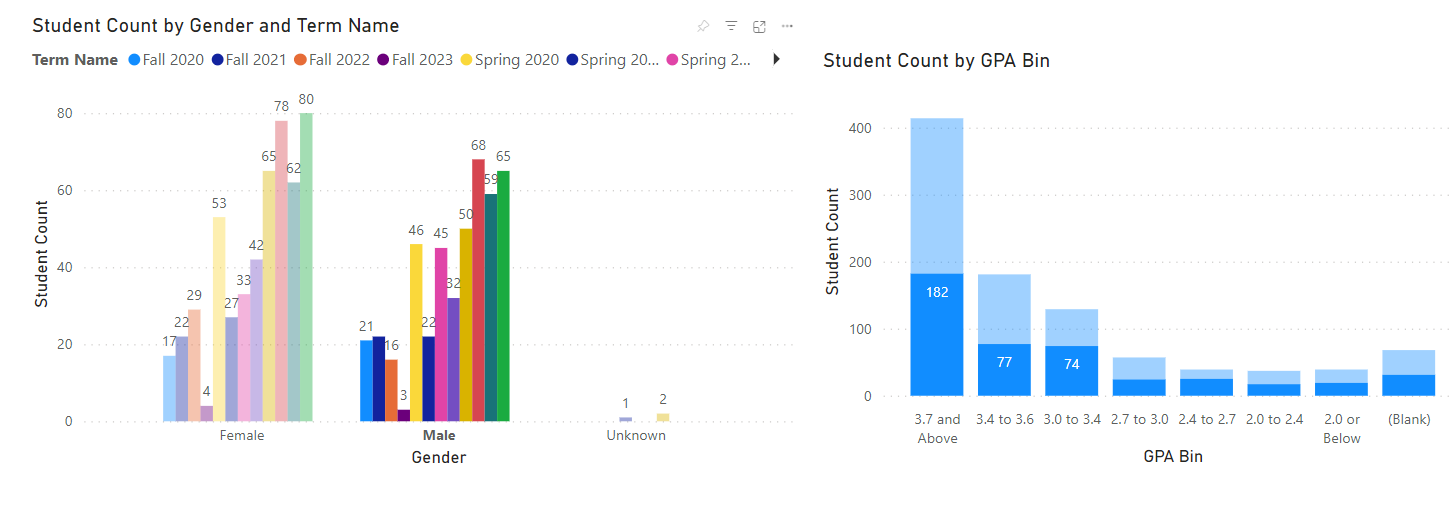 Student Count by Gender and Term Name
Term Name Fall 2020 Fall 2021 Fall 2022 Fall 2023 Spring 2020 Spring 20... Spring 2...
Student Count
80
60
40
20
0
17
22
29
4
53
27
33
42
65
78
62
80
21
16
3
46
22
45
32
50
68
59
65
1
2
Female Male Unknown
Gender
Student Count by GPA Bin
Student Count
400
300
200
100
0
182
77
74
3.7 and Above
3.4 to 3.6
3.0 to 3.4
2.7 to 3.0
2.4 to 2.7
2.0 to 2.4
2.0 or Below
(Blank)
GPA Bin